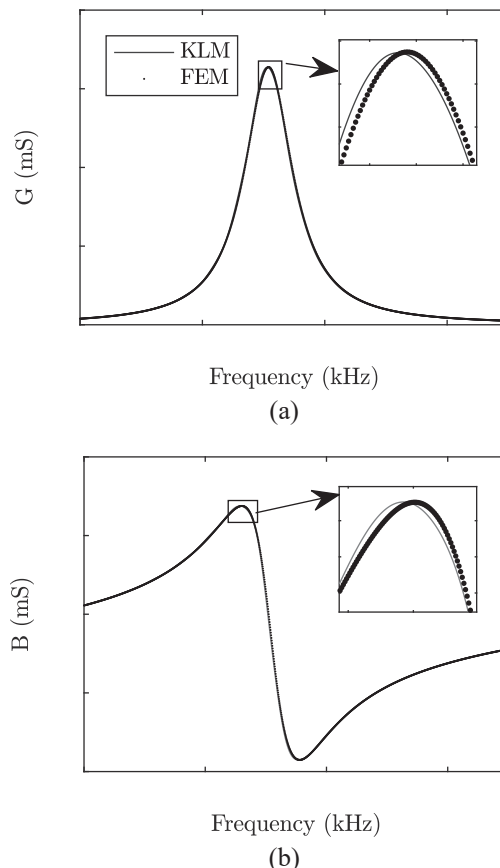 KLM
FEM
G (mS)
Frequency (kHz)
(a)
B (mS)
Frequency (kHz)
(b)